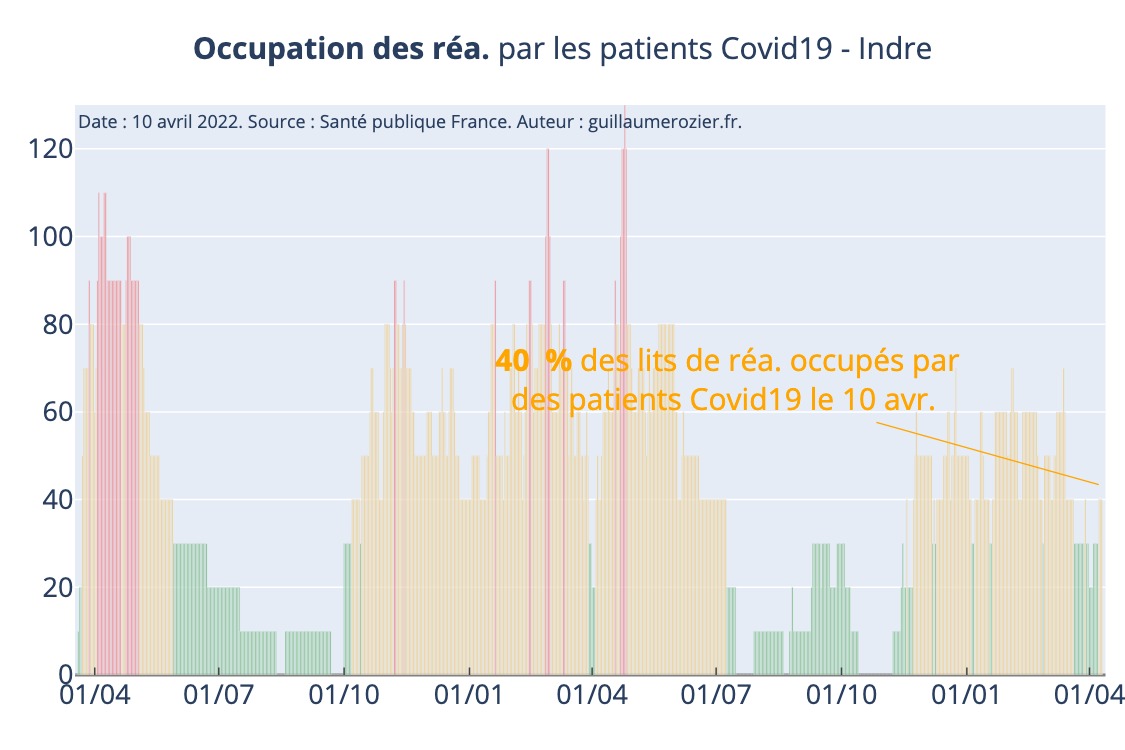 Occupation des réa. par les patients Covid19 - Indre
Date : 10 avril 2022. Source : Santé publique France. Auteur : guillaumerozier.fr.
120
100
80
40 % des lits de réa. occupés par
des patients Covid19 le 10 avr.
60
40
20
0
01/04 01/07 01/10 01/01 01/04 01/07 01/10 01/01 01/04